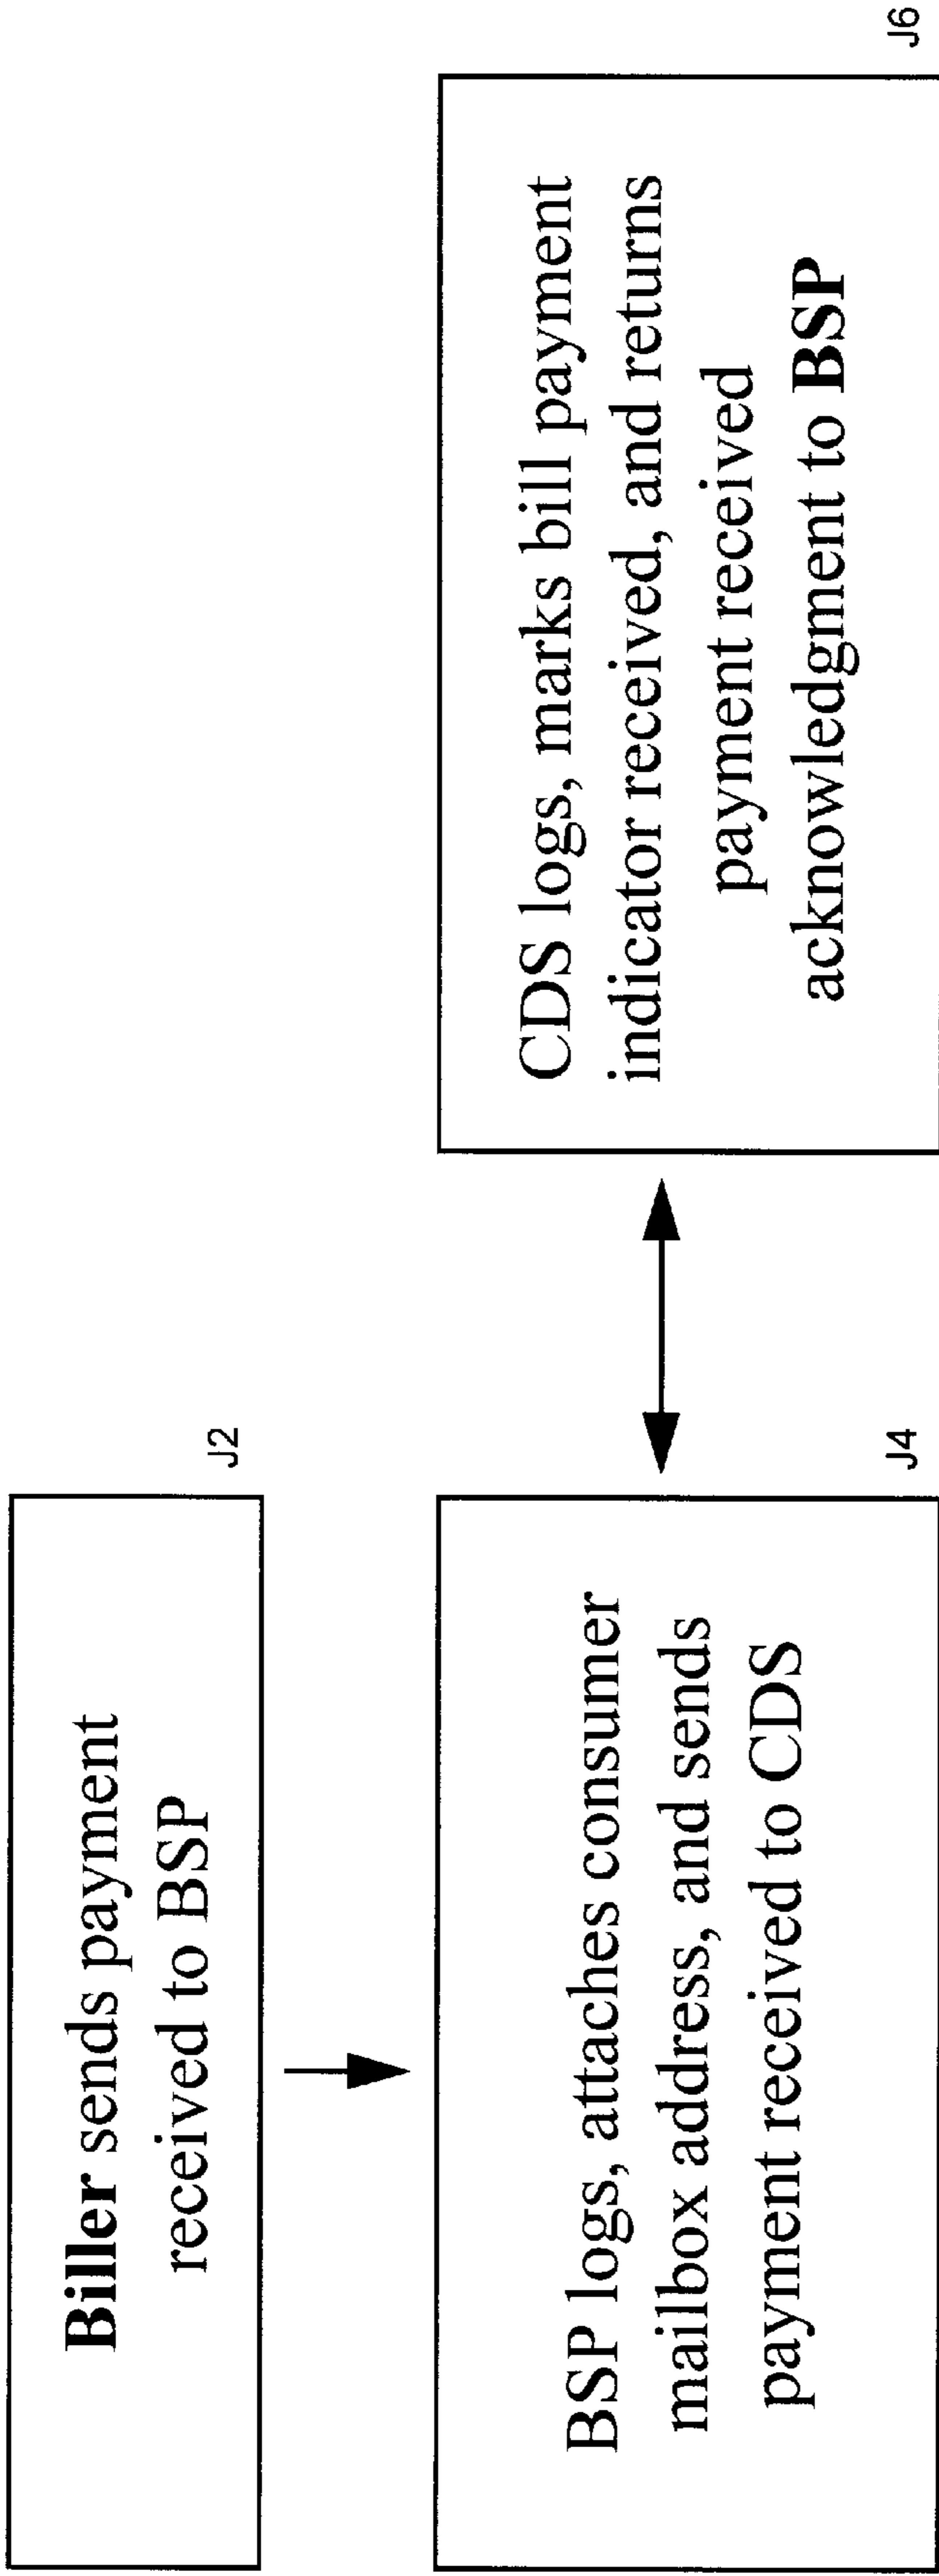 Biller sends payment
received to BSP
J2
BSP logs, attaches consumer
mailbox address, and sends
payment received to CDS
J4
CDS logs, marks bill payment
indicator received, and returns
payment received
acknowledgment to BSP
J6